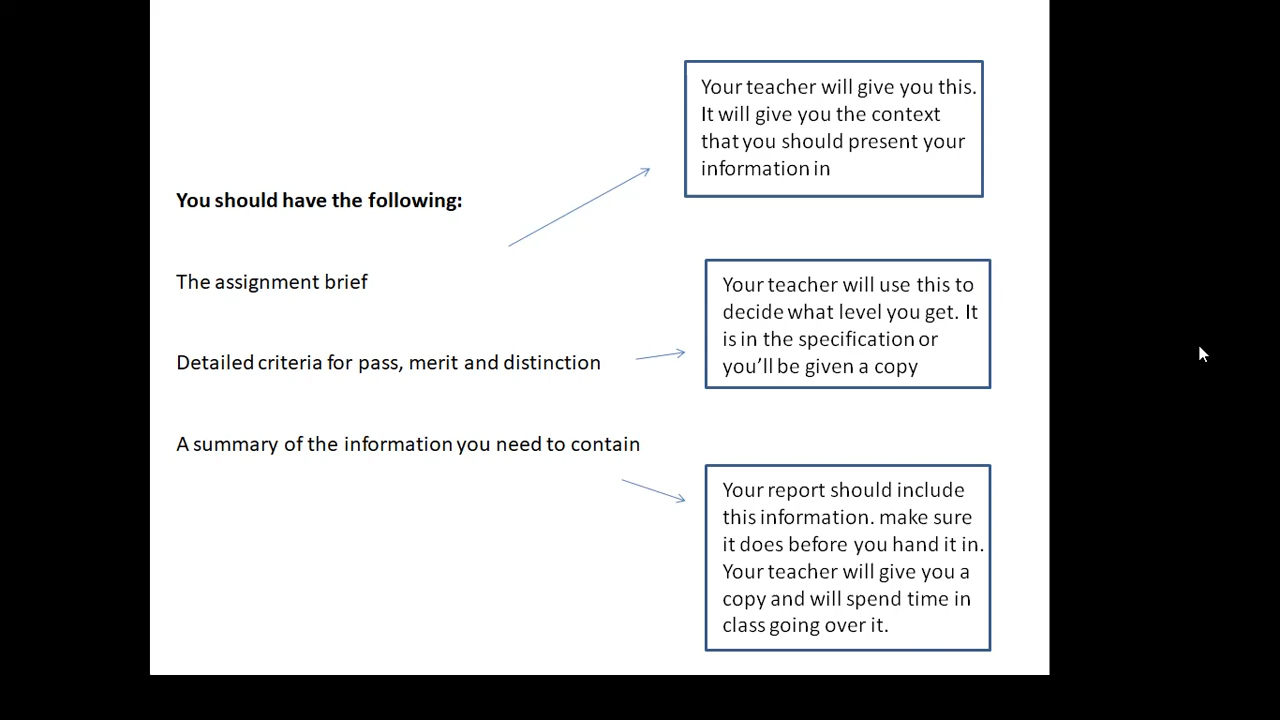 You should have the following:
The assignment brief
Detailed criteria for pass, merit and distinction
A summary of the information you need to contain
Your teacher will give you this.
It will give you the context
that you should present your
information in
Your teacher will use this to
decide what level you get. It
is in the specification or
you'll be given a copy
Your report should include
this information. make sure
it does before you hand it in.
Your teacher will give you a
copy and will spend time in
class going over it.